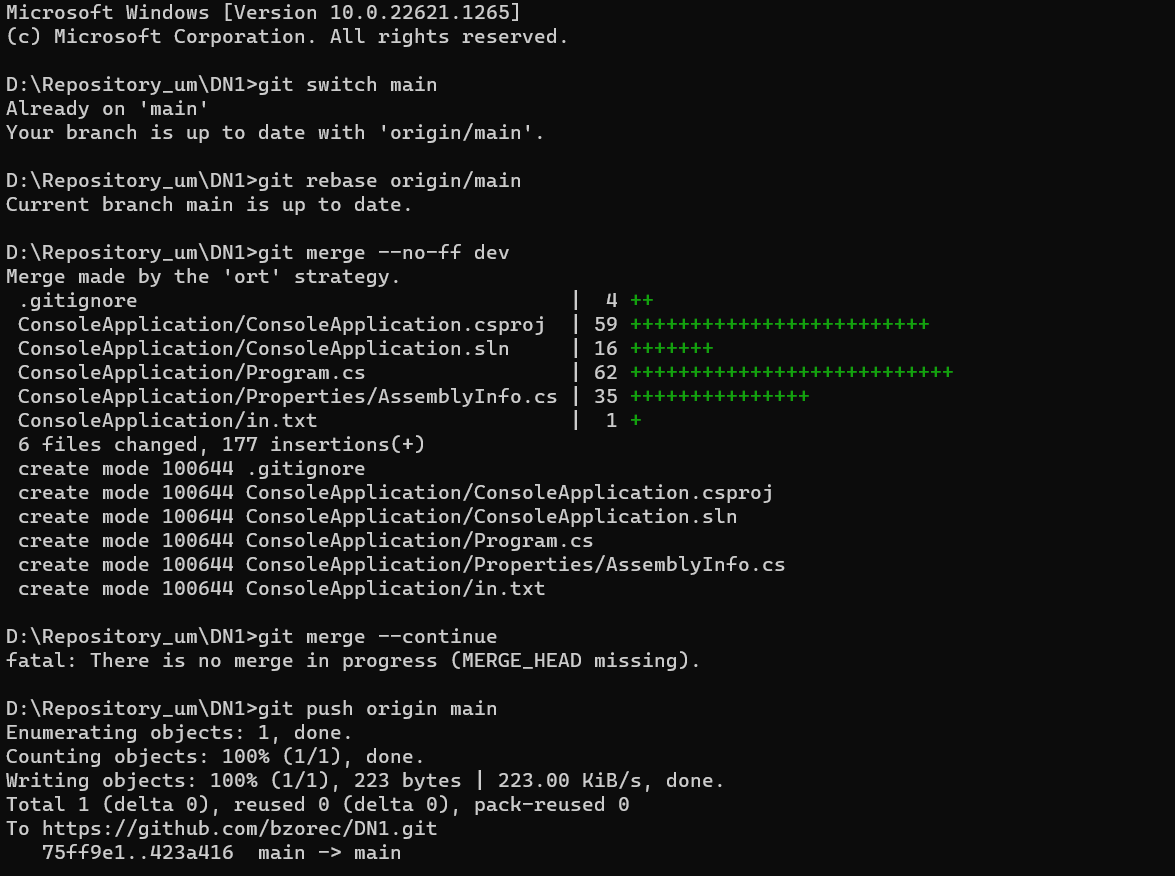 Microsoft Windows [Version 10.0.22621.1265]
(c) Microsoft Corporation. All rights reserved.
D:\Repository_um\DN1>git switch main
Already on 'main'
Your branch is up to date with 'origin/main'.
D:\Repository_um\DN1>git rebase origin/main
Current branch main is up to date.
D:\Repository_um\DN1>git merge --no-ff dev
Merge made by the 'ort' strategy.
 .gitignore                                    |  4 ++
 ConsoleApplication/ConsoleApplication.csproj  | 59 +++++++++++++++++++++++++
 ConsoleApplication/ConsoleApplication.sln     | 16 +++++++
 ConsoleApplication/Program.cs                 | 62 +++++++++++++++++++++++++++
 ConsoleApplication/Properties/AssemblyInfo.cs | 35 +++++++++++++++
 ConsoleApplication/in.txt                     |  1 +
 6 files changed, 177 insertions(+)
 create mode 100644 .gitignore
 create mode 100644 ConsoleApplication/ConsoleApplication.csproj
 create mode 100644 ConsoleApplication/ConsoleApplication.sln
 create mode 100644 ConsoleApplication/Program.cs
 create mode 100644 ConsoleApplication/Properties/AssemblyInfo.cs
 create mode 100644 ConsoleApplication/in.txt
D:\Repository_um\DN1>git merge --continue
fatal: There is no merge in progress (MERGE_HEAD missing).
D:\Repository_um\DN1>git push origin main
Enumerating objects: 1, done.
Counting objects: 100% (1/1), done.
Writing objects: 100% (1/1), 223 bytes | 223.00 KiB/s, done.
Total 1 (delta 0), reused 0 (delta 0), pack-reused 0
To https://github.com/bzorec/DN1.git
   75ff9e1..423a416  main -> main